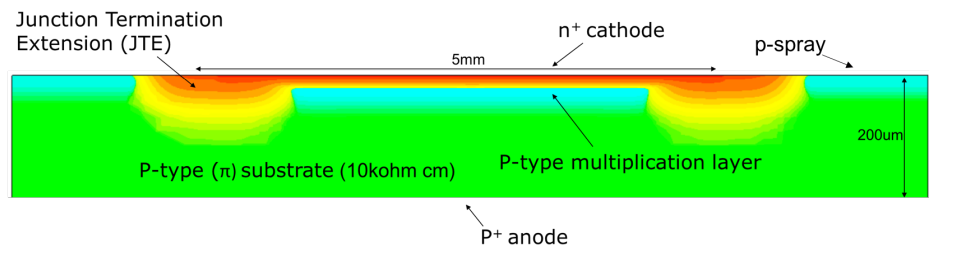 Junction Termination
Extension (JTE)
n⁺ cathode
p-spray
5mm
200um
P-type (π) substrate (10kohm cm)
P-type multiplication layer
P⁺ anode